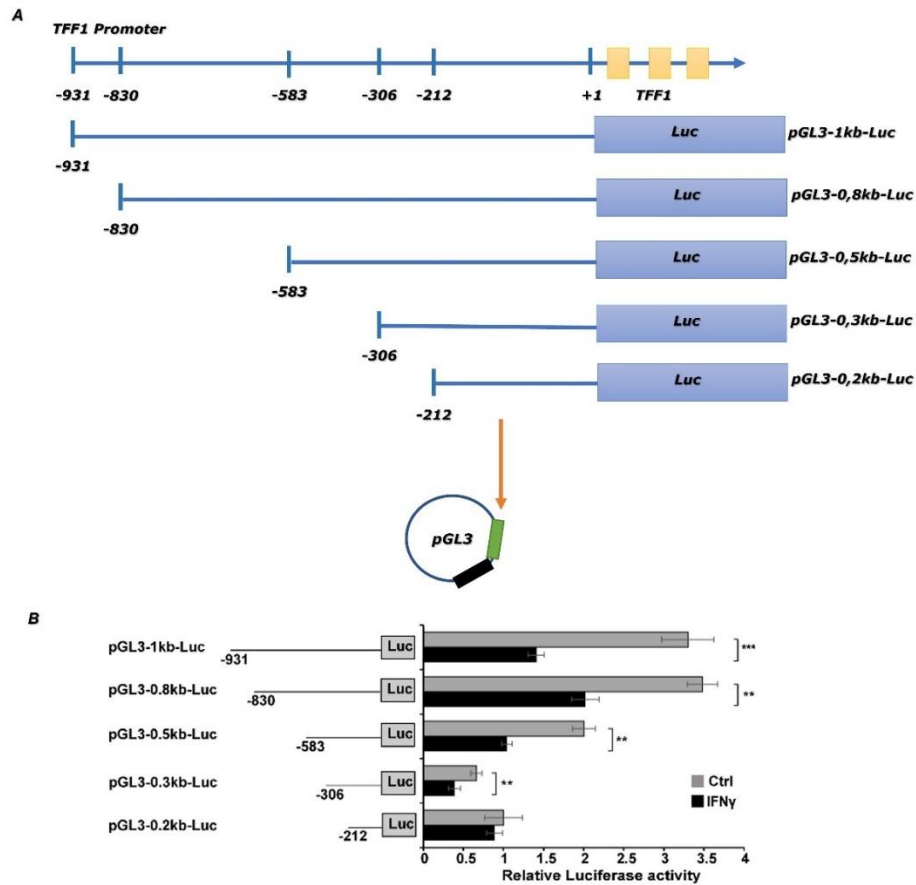 A
TFF1 Promoter
-931 -830 -583 -306 -212 +1 TFF1
Luc pGL3-1kb-Luc
-931
Luc pGL3-0,8kb-Luc
-830
Luc pGL3-0,5kb-Luc
-583
Luc pGL3-0,3kb-Luc
-306
Luc pGL3-0,2kb-Luc
-212
pGL3
B
pGL3-1kb-Luc -931 Luc ***
pGL3-0.8kb-Luc -830 Luc **
pGL3-0.5kb-Luc -583 Luc **
pGL3-0.3kb-Luc -306 Luc **
Ctrl
IFNγ
pGL3-0.2kb-Luc -212 Luc
0 0.5 1 1.5 2 2.5 3 3.5 4
Relative Luciferase activity